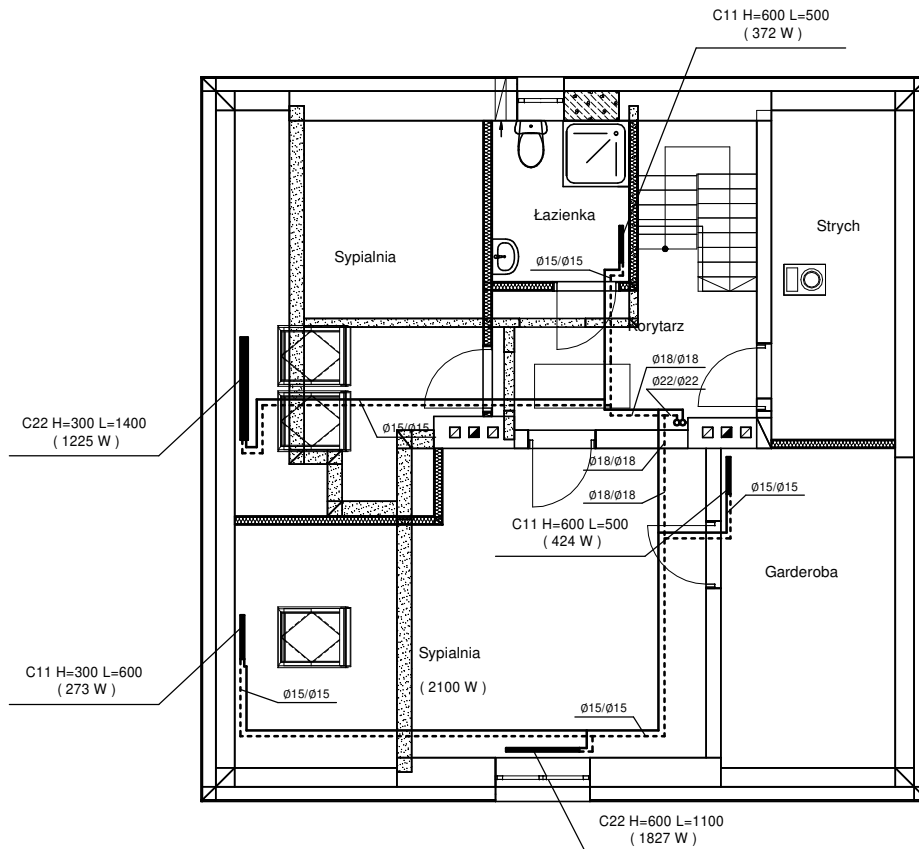 C11 H=600 L=500
( 372 W )
Łazienka
Strych
Sypialnia
Ø15/Ø15
Korytarz
Ø18/Ø18
Ø22/Ø22
C22 H=300 L=1400
( 1225 W )
Ø15/Ø15
Ø18/Ø18
Ø18/Ø18
Ø15/Ø15
C11 H=600 L=500
( 424 W )
Garderoba
Sypialnia
( 2100 W )
C11 H=300 L=600
( 273 W )
Ø15/Ø15
Ø15/Ø15
C22 H=600 L=1100
( 1827 W )